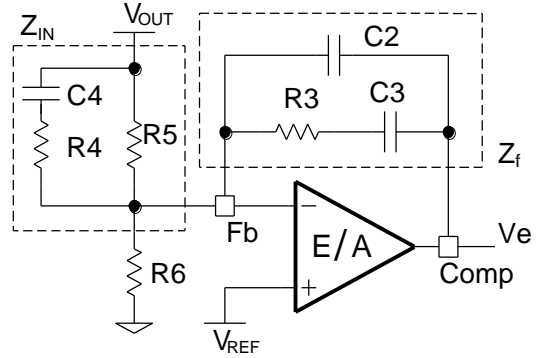 V_OUT
Z_IN
C2
C4
R3
C3
R4
R5
Z_f
Fb
E/A
Ve
R6
Comp
V_REF